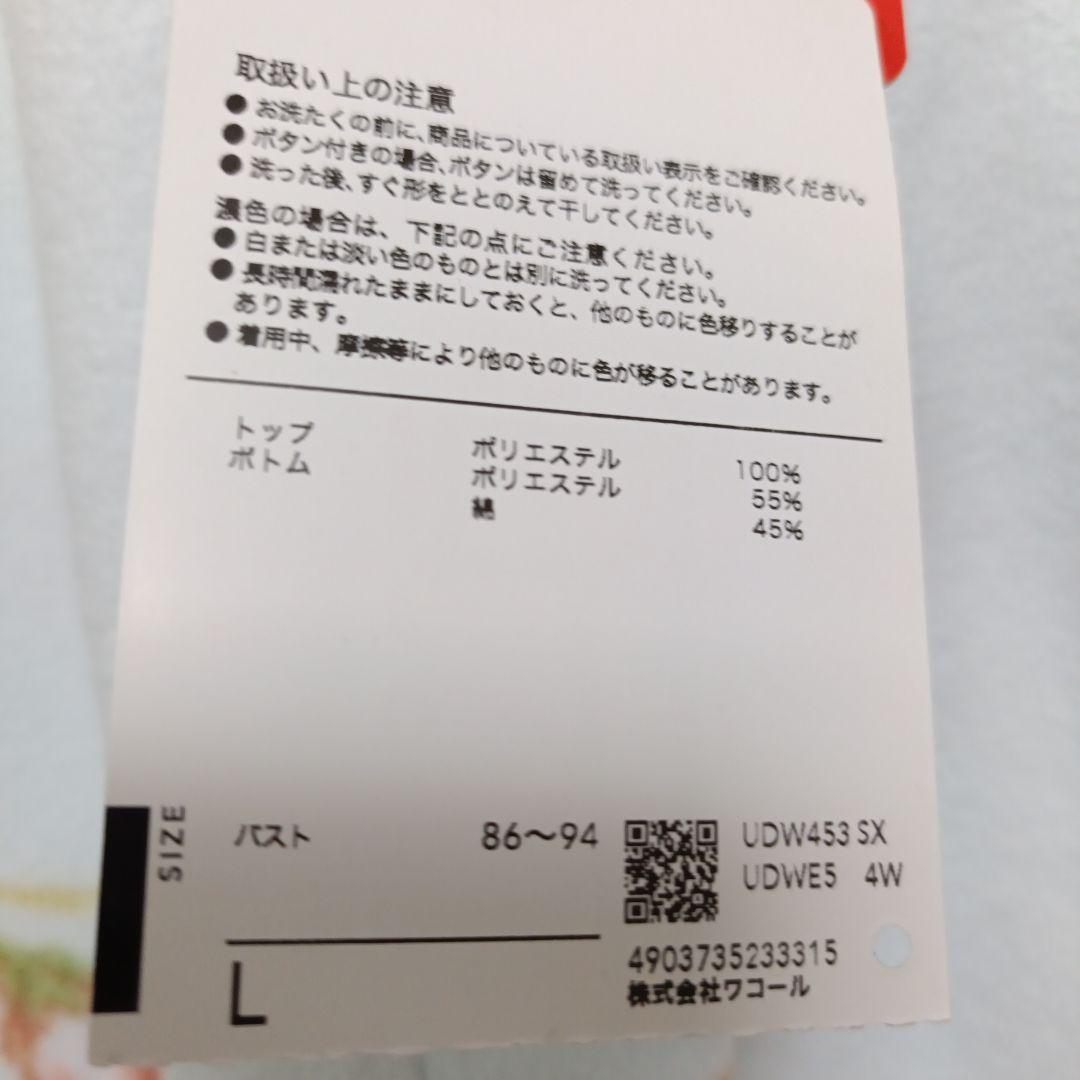 取扱い上の注意
●お洗たくの前に、商品についている取扱い表示をご確認ください。
●ボタン付きの場合、ボタンは留めて洗ってください。
●洗った後、すぐ形をととのえて干してください。
濃色の場合は、下記の点にご注意ください。
●白または淡い色のものとは別に洗ってください。
●長時間濡れたままにしておくと、他のものに色移りすることが
あります。
●着用中、摩擦等により他のものに色が移ることがあります。
トップ ポリエステル 100%
ボトム ポリエステル 55%
綿 45%
SIZE
バスト 86〜94
L
UDW453 SX
UDWE5 4W
4903735233315
株式会社ワコール